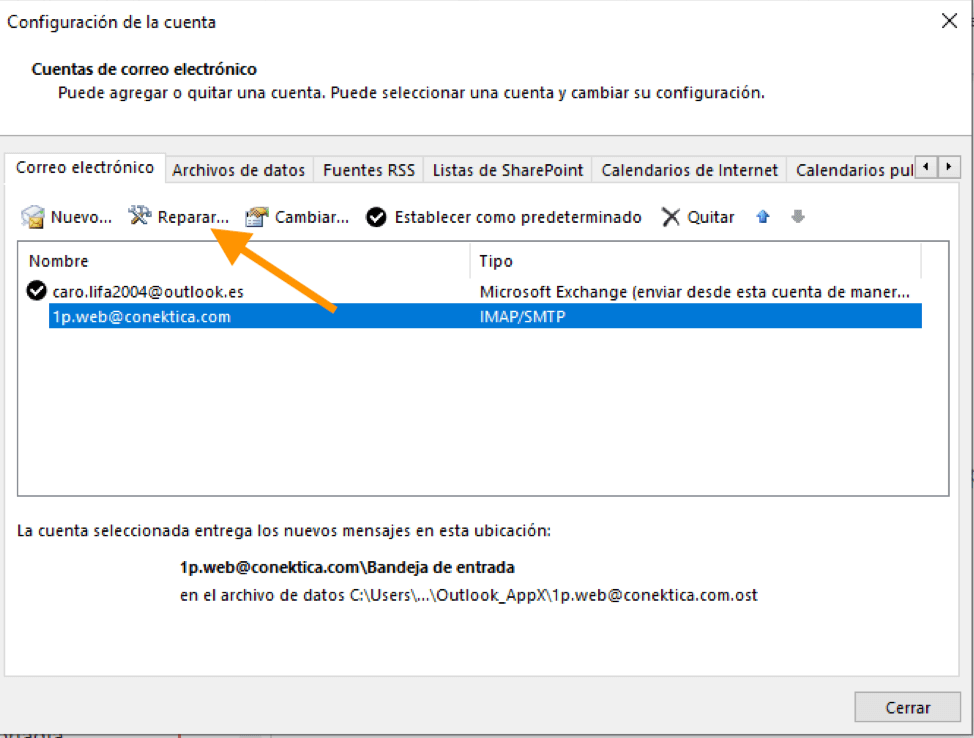 Configuración de la cuenta
Cuentas de correo electrónico
Puede agregar o quitar una cuenta. Puede seleccionar una cuenta y cambiar su configuración.
Correo electrónico Archivos de datos Fuentes RSS Listas de SharePoint Calendarios de Internet Calendarios pul
Nuevo... Reparar... Cambiar... Establecer como predeterminado Quitar
Nombre Tipo
caro.lifa2004@outlook.es Microsoft Exchange (enviar desde esta cuenta de maner...
1p.web@conektica.com IMAP/SMTP
La cuenta seleccionada entrega los nuevos mensajes en esta ubicación:
1p.web@conektica.com\Bandeja de entrada
en el archivo de datos C:\Users\...\Outlook_AppX\1p.web@conektica.com.ost
Cerrar